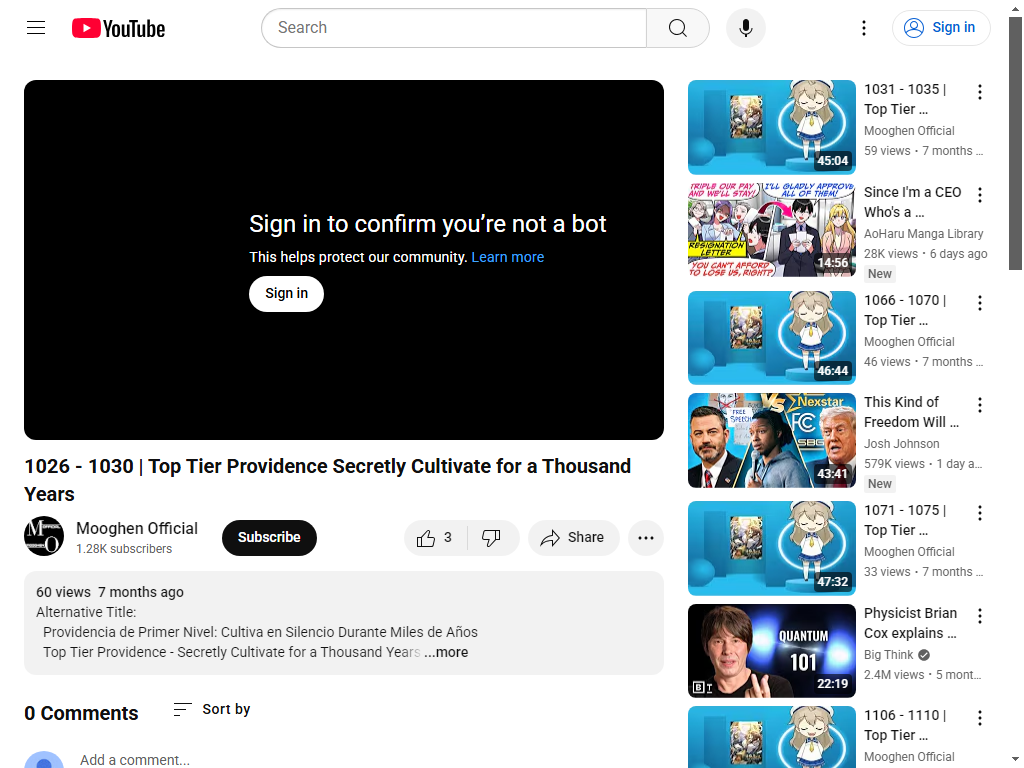 YouTube
Search
Sign in
Sign in to confirm you’re not a bot
This helps protect our community. Learn more
Sign in
1026 - 1030 | Top Tier Providence Secretly Cultivate for a Thousand
Years
Mooghen Official
1.28K subscribers
Subscribe
3
Share
60 views 7 months ago
Alternative Title:
Providencia de Primer Nivel: Cultiva en Silencio Durante Miles de Años
Top Tier Providence - Secretly Cultivate for a Thousand Years ...more
0 Comments
Sort by
Add a comment...
45:04
1031 - 1035 |
Top Tier …
Mooghen Official
59 views • 7 months …
TRIPLE OUR PAY
AND WE'LL STAY!
I'LL GLADLY APPROVE
ALL OF THEM!
RESIGNATION
LETTER
YOU CAN'T AFFORD
TO LOSE US, RIGHT?
14:56
Since I'm a CEO
Who's a …
AoHaru Manga Library
28K views • 6 days ago
New
46:44
1066 - 1070 |
Top Tier …
Mooghen Official
46 views • 7 months …
FREE
SPEECH
VS
Nexstar
FC
SBG
43:41
This Kind of
Freedom Will …
Josh Johnson
579K views • 1 day a…
New
47:32
1071 - 1075 |
Top Tier …
Mooghen Official
33 views • 7 months …
QUANTUM
101
22:19
Physicist Brian
Cox explains …
Big Think
2.4M views • 5 mont…
1106 - 1110 |
Top Tier …
Mooghen Official